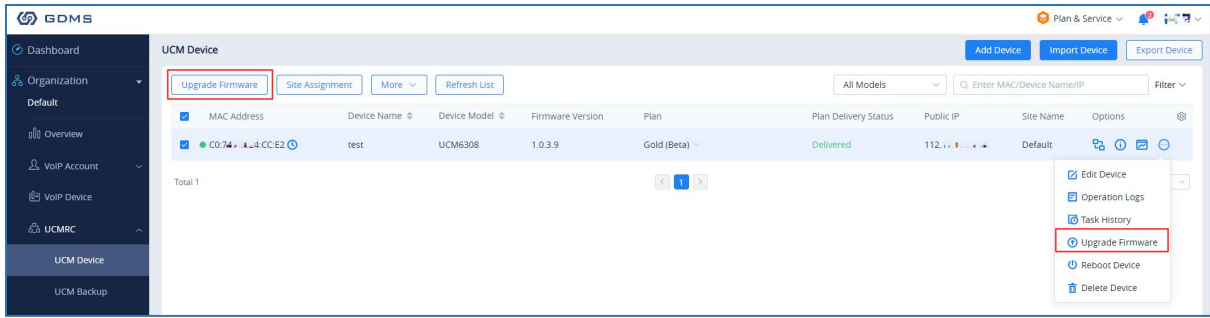 GDMS
Plan & Service
2
Dashboard
UCM Device
Add Device
Import Device
Export Device
Organization
Default
Upgrade Firmware
Site Assignment
More
Refresh List
All Models
Enter MAC/Device Name/IP
Filter
MAC Address
Device Name
Device Model
Firmware Version
Plan
Plan Delivery Status
Public IP
Site Name
Options
test
UCM6308
1.0.3.9
Gold (Beta)
Delivered
Default
Overview
VoIP Account
VoIP Device
UCMRC
UCM Device
UCM Backup
Total 1
1
Edit Device
Operation Logs
Task History
Upgrade Firmware
Reboot Device
Delete Device